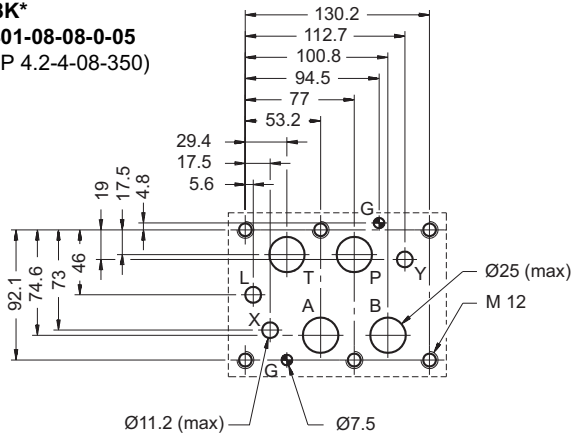 3K*
01-08-08-0-05
P 4.2-4-08-350)
130.2
112.7
100.8
94.5
77
53.2
29.4
17.5
5.6
19
17.5
4.8
92.1
74.6
73
46
G
L
T
P
Y
X
A
B
G
Ø25 (max)
M 12
Ø11.2 (max)
Ø7.5